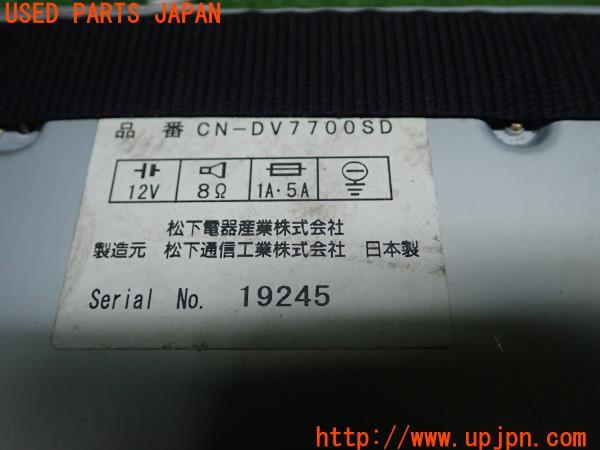 USED PARTS JAPAN
品 番 CN-DV7700SD
12V 8Ω 1A・5A
松下電器産業株式会社
製造元 松下通信工業株式会社 日本製
Serial No. 19245
PARTS JAPAN
http://www.upjpn.com/